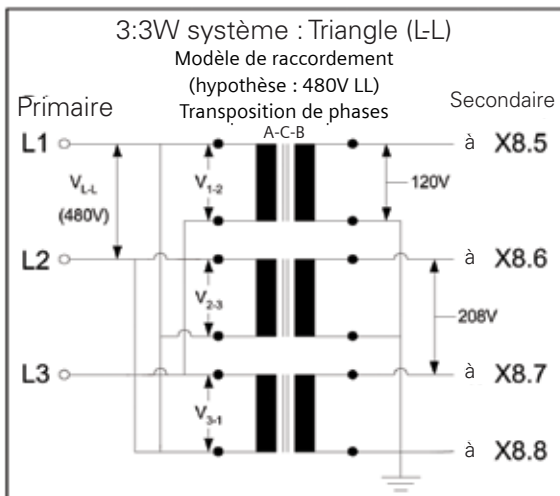 3:3W système : Triangle (L-L)
Modèle de raccordement
(hypothèse : 480V LL)
Transposition de phases
A-C-B
Primaire
Secondaire
L1
à X8.5
VL-L
(480V)
V1-2
120V
L2
à X8.6
V2-3
208V
L3
à X8.7
V3-1
à X8.8